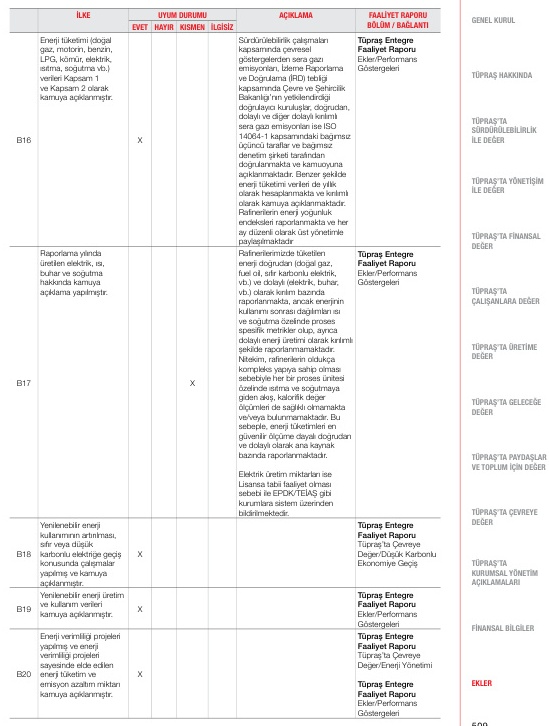 İLKE
UYUM DURUMU
AÇIKLAMA
FAALİYET RAPORU
BÖLÜM / BAĞLANTI
EVET HAYIR KISMEN İLGİSİZ
B16
Enerji tüketimi (doğal
gaz, motorin, benzin,
LPG, kömür, elektrik,
ısıtma, soğutma vb.)
verileri Kapsam 1
ve Kapsam 2 olarak
kamuya açıklanmıştır.
X
Sürdürülebilirlik çalışmaları
kapsamında çevresel
göstergelerden sera gazı
emisyonları, İzleme Raporlama
ve Doğrulama (İRD) tebliği
kapsamında Çevre ve Şehircilik
Bakanlığı'nın yetkilendirdiği
doğrulayıcı kuruluşlar, doğrudan,
dolaylı ve diğer dolaylı kırılımlı
sera gazı emisyonları ise ISO
14064-1 kapsamındaki bağımsız
üçüncü taraflar ve bağımsız
denetim şirketi tarafından
doğrulanmakta ve kamuoyuna
açıklanmaktadır. Benzer şekilde
enerji tüketimi verileri de yıllık
olarak hesaplanmakta ve kırılımlı
olarak kamuya açıklanmaktadır.
Rafinerilerin enerji yoğunluk
endeksleri raporlanmakta ve her
ay düzenli olarak üst yönetimle
paylaşılmaktadır
Tüpraş Entegre
Faaliyet Raporu
Ekler/Performans
Göstergeleri
B17
Raporlama yılında
üretilen elektrik, ısı,
buhar ve soğutma
hakkında kamuya
açıklama yapılmıştır.
X
Rafinerilerimizde tüketilen
enerji doğrudan (doğal gaz,
fuel oil, sıfır karbonlu elektrik,
vb.) ve dolaylı (elektrik, buhar,
vb.) olarak kırılım bazında
raporlanmakta, ancak enerjinin
kullanımı sonrası dağılımları ısı
ve soğutma özelinde proses
spesifik metrikler olup, ayrıca
dolaylı enerji üretimi olarak kırılımlı
şekilde raporlanmamaktadır.
Nitekim, rafinerilerin oldukça
kompleks yapıya sahip olması
sebebiyle her bir proses ünitesi
özelinde ısıtma ve soğutmaya
giden akış, kalorifik değer
ölçümleri de sağlıklı olmamakta
ve/veya bulunmamaktadır. Bu
sebeple, enerji tüketimleri en
güvenilir ölçüme dayalı doğrudan
ve dolaylı olarak ana kaynak
bazında raporlanmaktadır.
Elektrik üretim miktarları ise
Lisansa tabii faaliyet olması
sebebi ile EPDK/TEİAŞ gibi
kurumlara sistem üzerinden
bildirilmektedir.
Tüpraş Entegre
Faaliyet Raporu
Ekler/Performans
Göstergeleri
B18
Yenilenebilir enerji
kullanımının artırılması,
sıfır veya düşük
karbonlu elektriğe geçiş
konusunda çalışmalar
yapılmış ve kamuya
açıklanmıştır.
X
Tüpraş Entegre
Faaliyet Raporu
Tüpraş'ta Çevreye
Değer/Düşük Karbonlu
Ekonomiye Geçiş
B19
Yenilenebilir enerji üretim
ve kullanım verileri
kamuya açıklanmıştır.
X
Tüpraş Entegre
Faaliyet Raporu
Ekler/Performans
Göstergeleri
B20
Enerji verimliliği projeleri
yapılmış ve enerji
verimliliği projeleri
sayesinde elde edilen
enerji tüketim ve
emisyon azaltım miktarı
kamuya açıklanmıştır.
X
Tüpraş Entegre
Faaliyet Raporu
Tüpraş'ta Çevreye
Değer/Enerji Yönetimi
Tüpraş Entegre
Faaliyet Raporu
Ekler/Performans
Göstergeleri
GENEL KURUL
TÜPRAŞ HAKKINDA
TÜPRAŞ'TA
SÜRDÜRÜLEBİLİRLİK
İLE DEĞER
TÜPRAŞ'TA YÖNETİŞİM
İLE DEĞER
TÜPRAŞ'TA FİNANSAL
DEĞER
TÜPRAŞ'TA
ÇALIŞANLARA DEĞER
TÜPRAŞ'TA ÜRETİME
DEĞER
TÜPRAŞ'TA GELECEĞE
DEĞER
TÜPRAŞ'TA PAYDAŞLAR
VE TOPLUM İÇİN DEĞER
TÜPRAŞ'TA ÇEVREYE
DEĞER
TÜPRAŞ'TA
KURUMSAL YÖNETİM
AÇIKLAMALARI
FİNANSAL BİLGİLER
EKLER